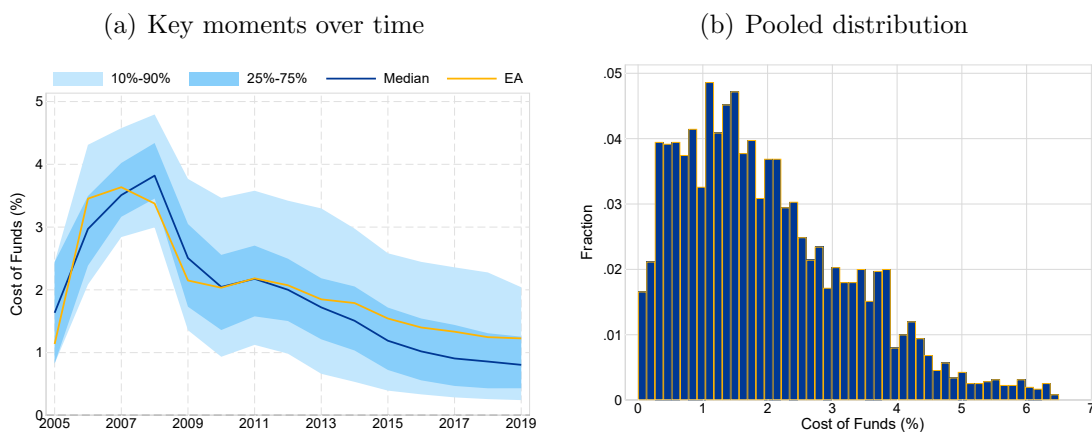 (a) Key moments over time
10%-90% 25%-75% Median EA
Cost of Funds (%)
5
4
3
2
1
0
2005 2007 2009 2011 2013 2015 2017 2019
(b) Pooled distribution
Fraction
.05
.04
.03
.02
.01
0
0 1 2 3 4 5 6 7
Cost of Funds (%)